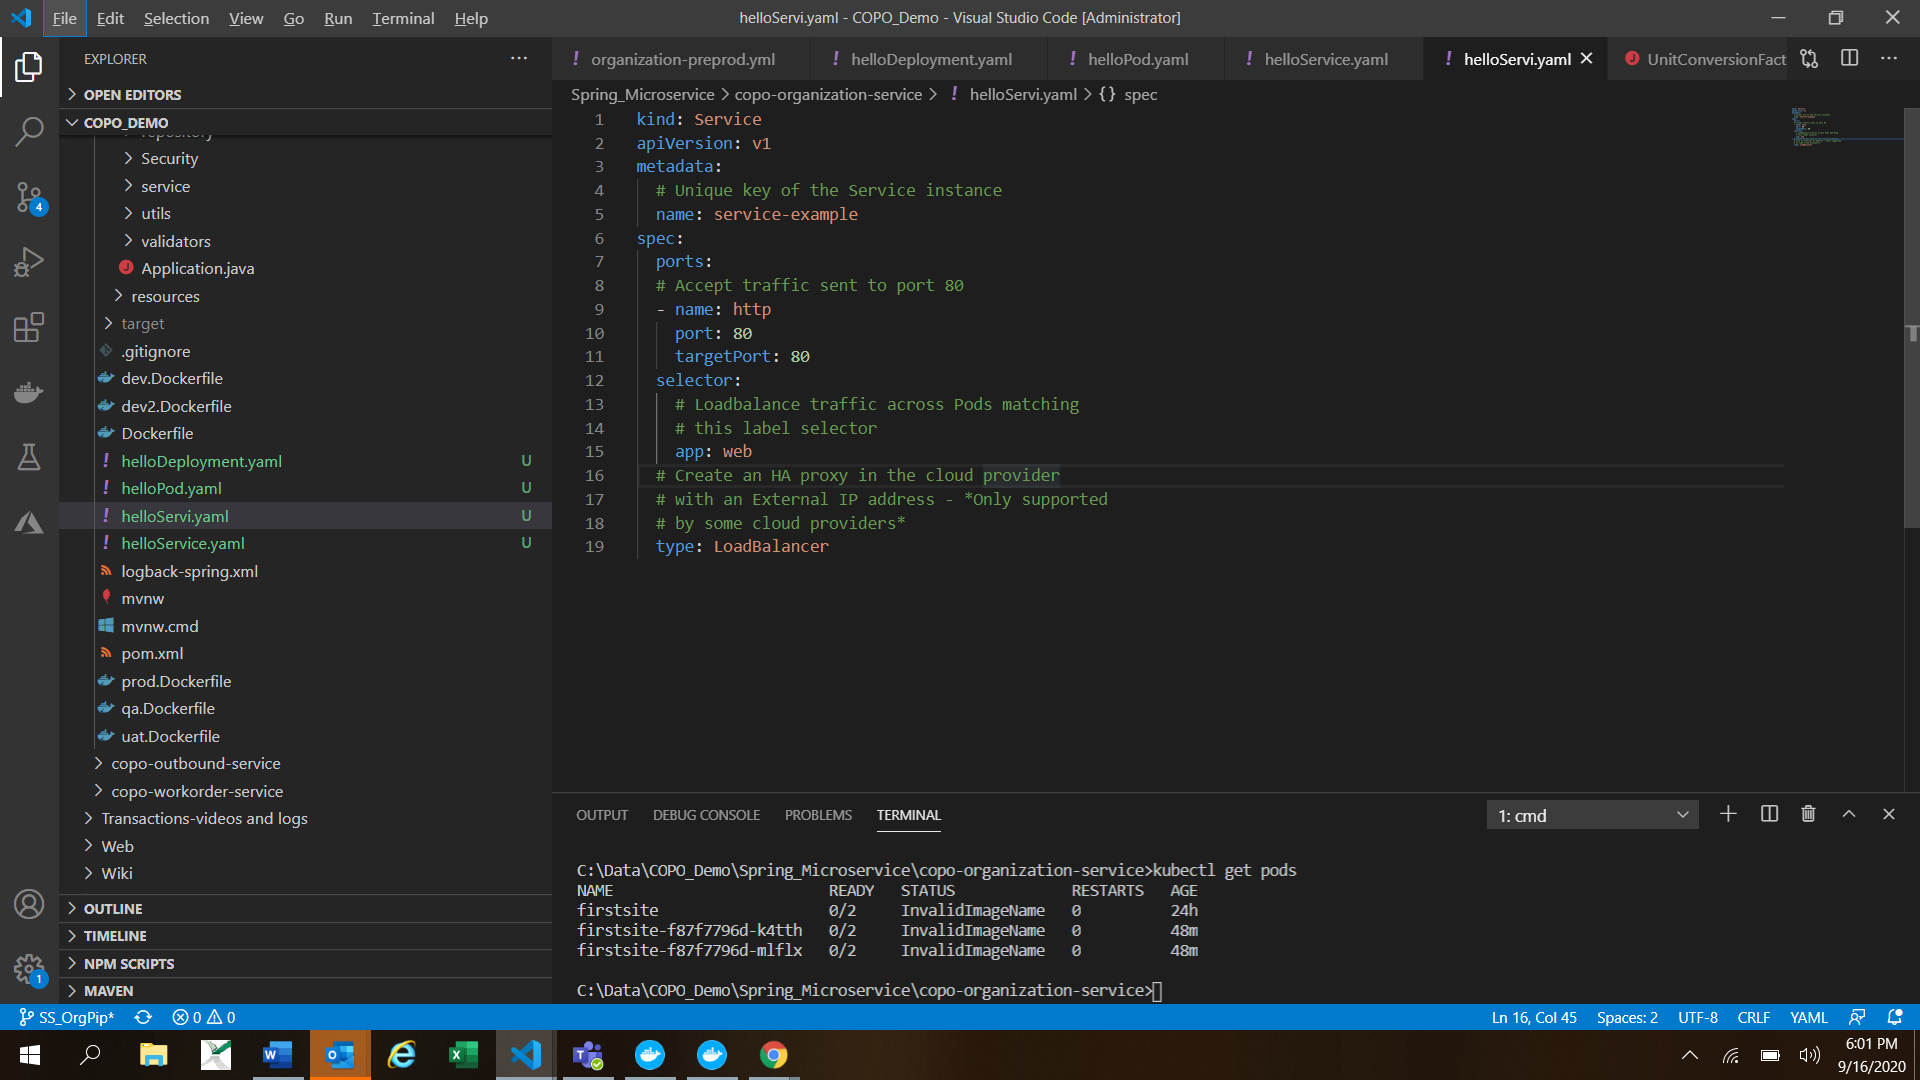 File Edit Selection View Go Run Terminal Help
helloServi.yaml - COPO_Demo - Visual Studio Code [Administrator]
EXPLORER
OPEN EDITORS
COPO_DEMO
repository
Security
service
utils
validators
Application.java
resources
target
.gitignore
dev.Dockerfile
dev2.Dockerfile
Dockerfile
helloDeployment.yaml U
helloPod.yaml U
helloServi.yaml U
helloService.yaml U
logback-spring.xml
mvnw
mvnw.cmd
pom.xml
prod.Dockerfile
qa.Dockerfile
uat.Dockerfile
copo-outbound-service
copo-workorder-service
Transactions-videos and logs
Web
Wiki
OUTLINE
TIMELINE
NPM SCRIPTS
MAVEN
4
1
! organization-preprod.yml ! helloDeployment.yaml ! helloPod.yaml ! helloService.yaml ! helloServi.yaml UnitConversionFact
Spring_Microservice > copo-organization-service > ! helloServi.yaml > {} spec
1 kind: Service
2 apiVersion: v1
3 metadata:
4 # Unique key of the Service instance
5 name: service-example
6 spec:
7 ports:
8 # Accept traffic sent to port 80
9 - name: http
10 port: 80
11 targetPort: 80
12 selector:
13 # Loadbalance traffic across Pods matching
14 # this label selector
15 app: web
16 # Create an HA proxy in the cloud provider
17 # with an External IP address - *Only supported
18 # by some cloud providers*
19 type: LoadBalancer
OUTPUT DEBUG CONSOLE PROBLEMS TERMINAL
1: cmd
C:\Data\COPO_Demo\Spring_Microservice\copo-organization-service>kubectl get pods
NAME READY STATUS RESTARTS AGE
firstsite 0/2 InvalidImageName 0 24h
firstsite-f87f7796d-k4tth 0/2 InvalidImageName 0 48m
firstsite-f87f7796d-mlflx 0/2 InvalidImageName 0 48m
C:\Data\COPO_Demo\Spring_Microservice\copo-organization-service>
SS_OrgPip* 0 0 Ln 16, Col 45 Spaces: 2 UTF-8 CRLF YAML
6:01 PM
9/16/2020